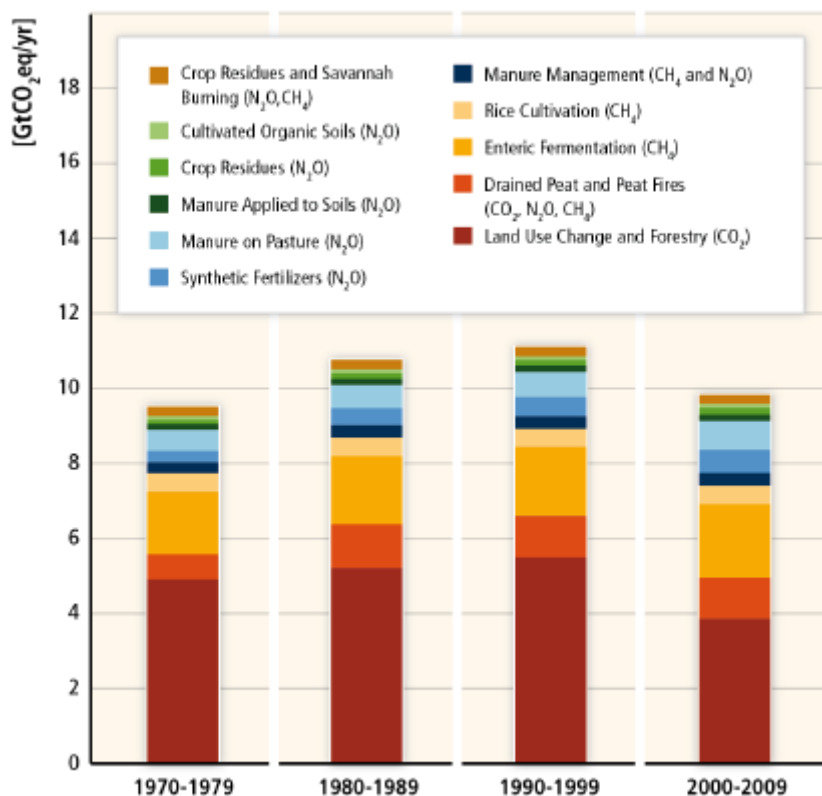 [GtCO₂eq/yr]
18
16
14
12
10
8
6
4
2
0
Crop Residues and Savannah
Burning (N₂O,CH₄)
Cultivated Organic Soils (N₂O)
Crop Residues (N₂O)
Manure Applied to Soils (N₂O)
Manure on Pasture (N₂O)
Synthetic Fertilizers (N₂O)
Manure Management (CH₄ and N₂O)
Rice Cultivation (CH₄)
Enteric Fermentation (CH₄)
Drained Peat and Peat Fires
(CO₂, N₂O, CH₄)
Land Use Change and Forestry (CO₂)
1970-1979
1980-1989
1990-1999
2000-2009